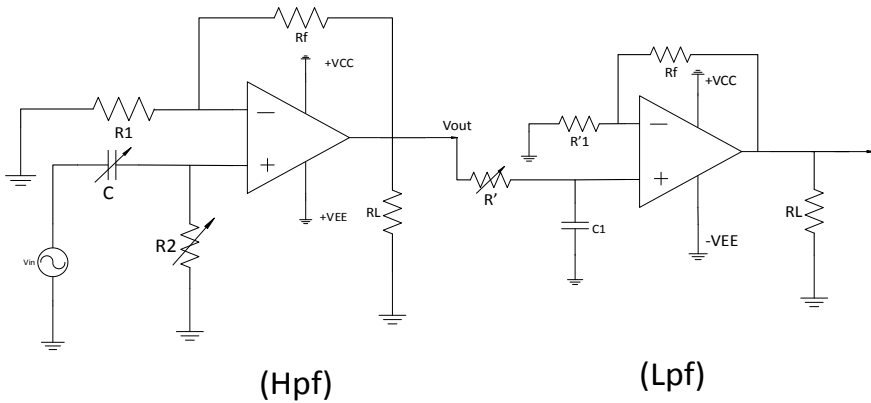 Rf
+VCC
R1
−
+
C
Vout
+VEE
RL
R2
Vin
(Hpf)
Rf
+VCC
R'1
−
+
R'
C1
-VEE
RL
(Lpf)